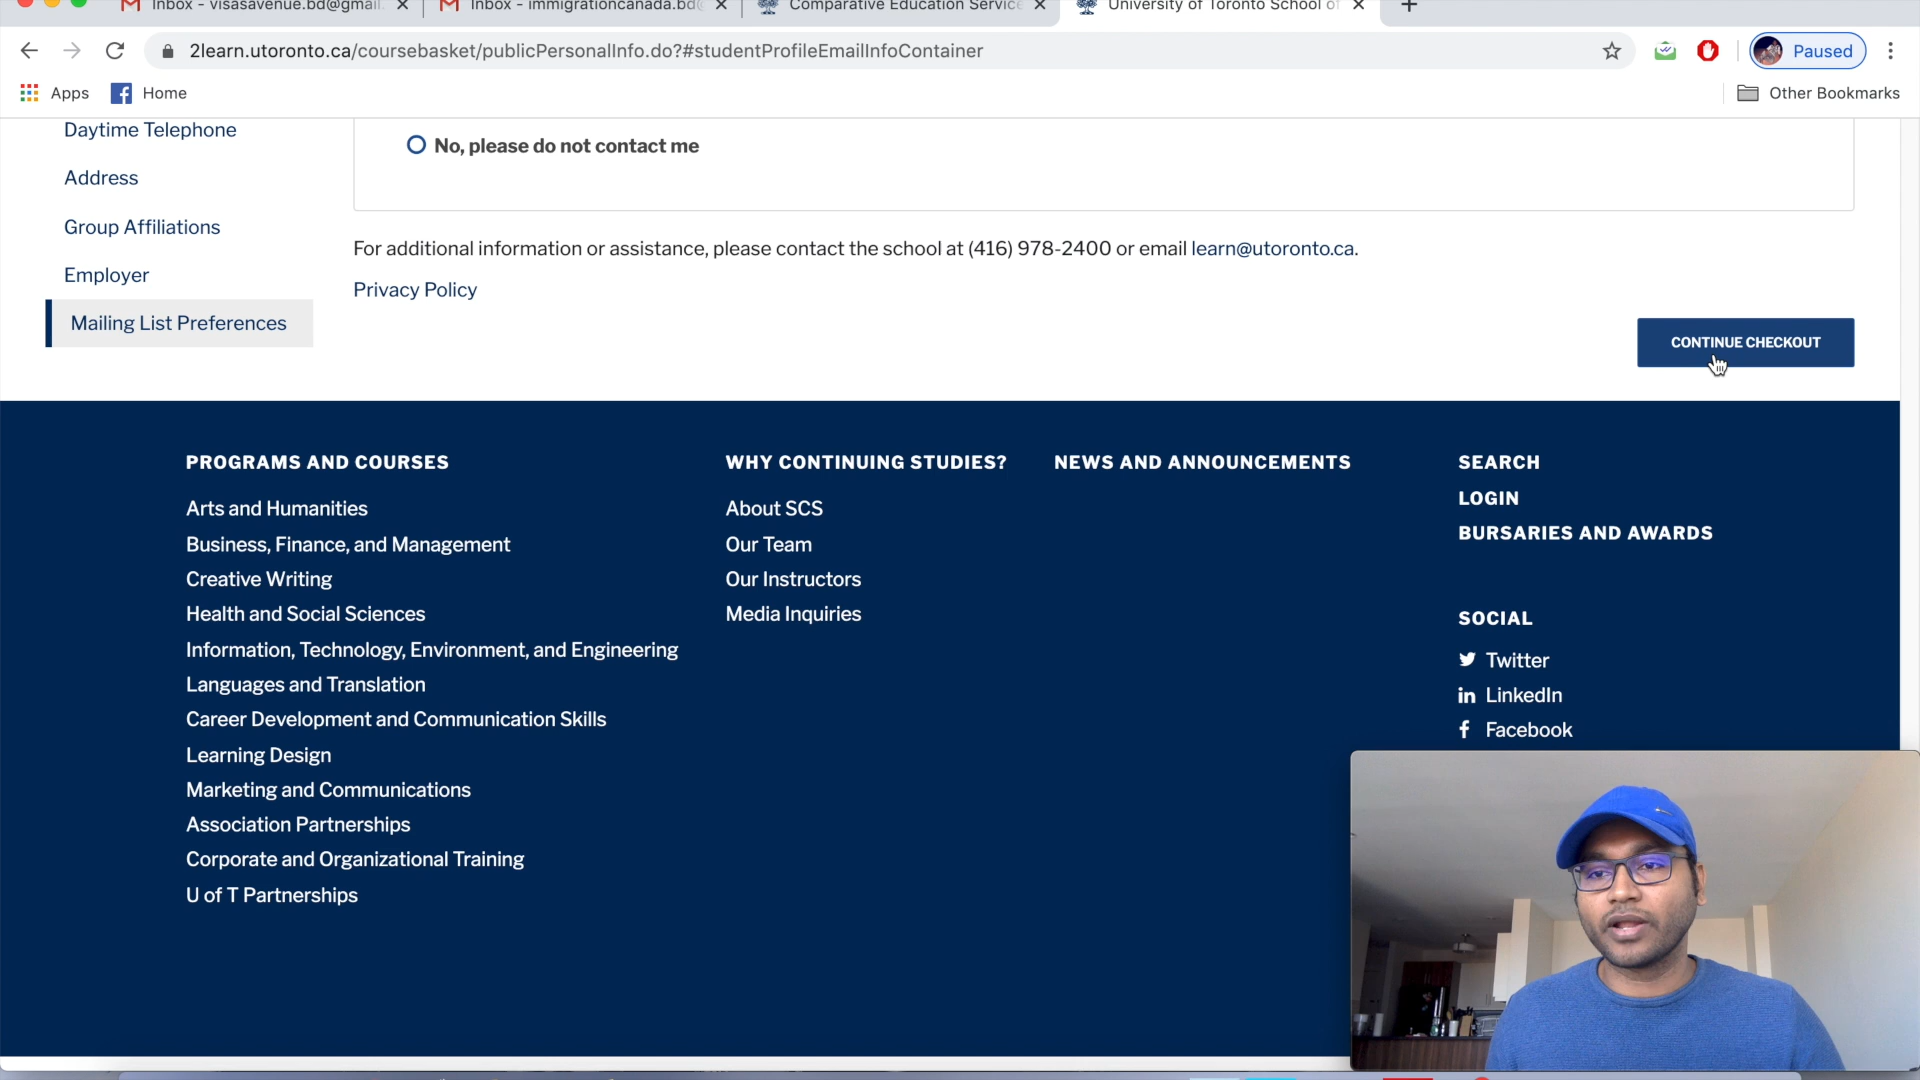 Inbox - visasavenue.bd@gmail.
Inbox - immigrationcanada.bd@
Comparative Education Service
University of Toronto School of
2learn.utoronto.ca/coursebasket/publicPersonalInfo.do?#studentProfileEmailInfoContainer
Paused
Apps
Home
Other Bookmarks
Daytime Telephone
Address
Group Affiliations
Employer
Mailing List Preferences
No, please do not contact me
For additional information or assistance, please contact the school at (416) 978-2400 or email learn@utoronto.ca.
Privacy Policy
CONTINUE CHECKOUT
PROGRAMS AND COURSES
Arts and Humanities
Business, Finance, and Management
Creative Writing
Health and Social Sciences
Information, Technology, Environment, and Engineering
Languages and Translation
Career Development and Communication Skills
Learning Design
Marketing and Communications
Association Partnerships
Corporate and Organizational Training
U of T Partnerships
WHY CONTINUING STUDIES?
About SCS
Our Team
Our Instructors
Media Inquiries
NEWS AND ANNOUNCEMENTS
SEARCH
LOGIN
BURSARIES AND AWARDS
SOCIAL
Twitter
LinkedIn
Facebook